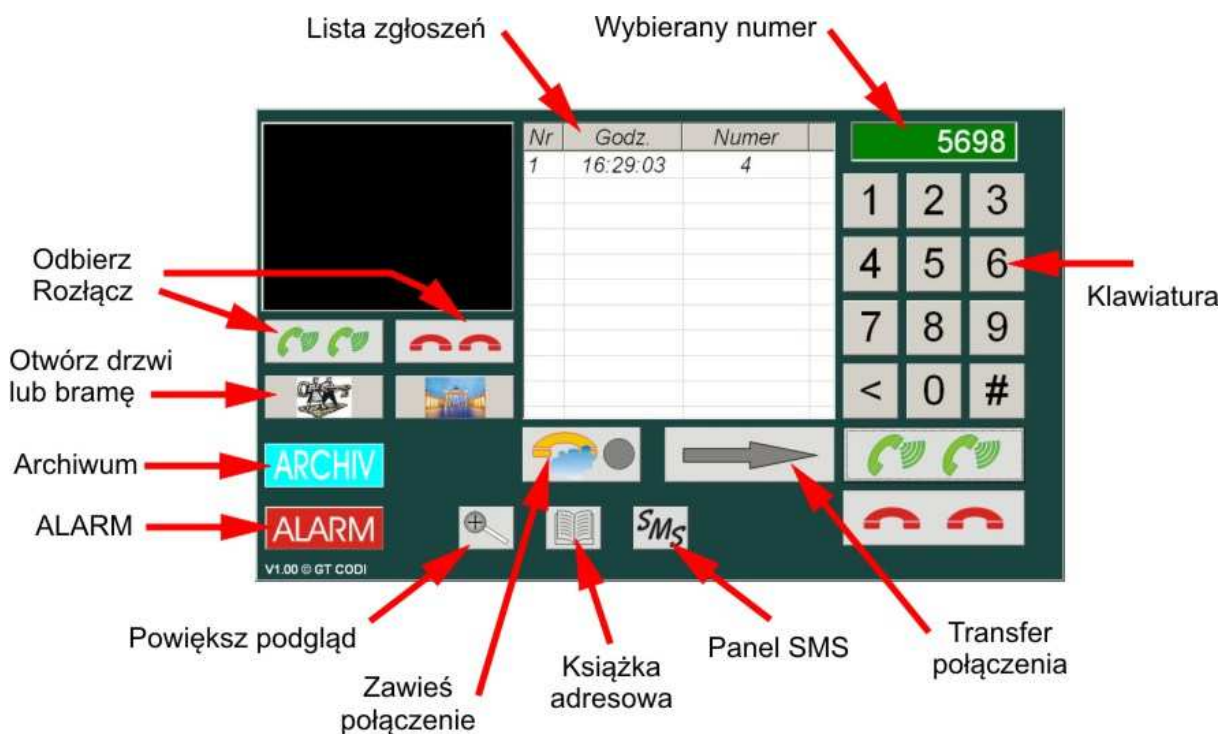 Lista zgłoszeń
Wybierany numer
Nr Godz. Numer
1 16:29:03 4
5698
1 2 3
4 5 6
7 8 9
< 0 #
Klawiatura
Odbierz
Rozłącz
Otwórz drzwi
lub bramę
Archiwum
ARCHIV
ALARM
ALARM
SMS
V1.00 © GT CODI
Powiększ podgląd
Zawieś
połączenie
Książka
adresowa
Panel SMS
Transfer
połączenia